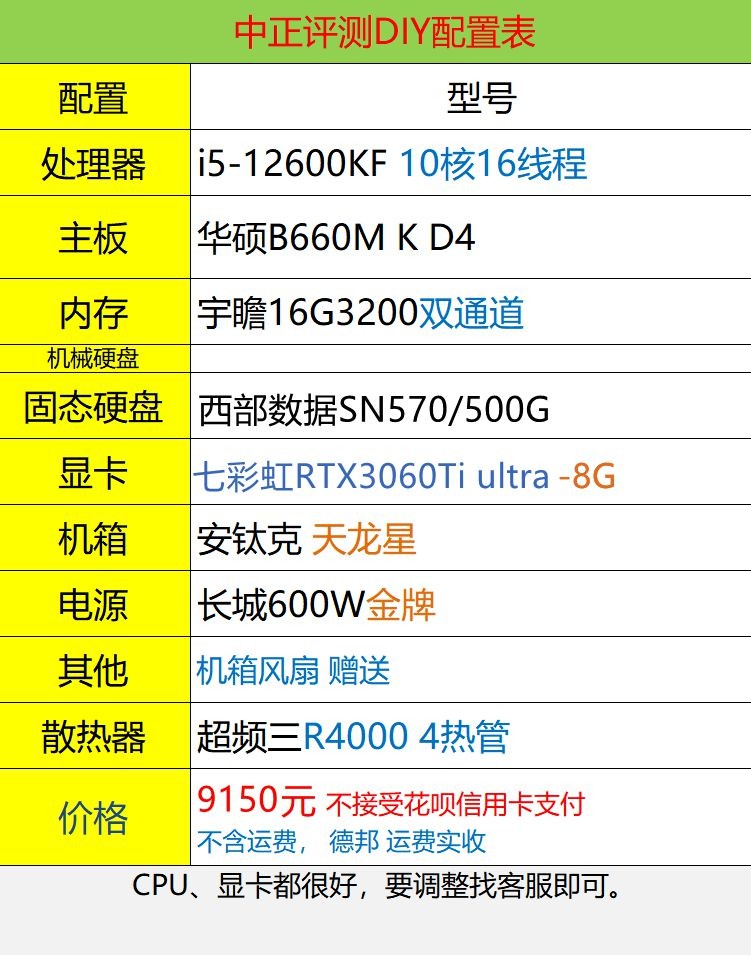 中正评测DIY配置表
配置 型号
处理器 i5-12600KF 10核16线程
主板 华硕B660M K D4
内存 宇瞻16G3200双通道
机械硬盘
固态硬盘 西部数据SN570/500G
显卡 七彩虹RTX3060Ti ultra -8G
机箱 安钛克 天龙星
电源 长城600W金牌
其他 机箱风扇 赠送
散热器 超频三R4000 4热管
价格 9150元 不接受花呗信用卡支付
不含运费， 德邦 运费实收
CPU、显卡都很好，要调整找客服即可。